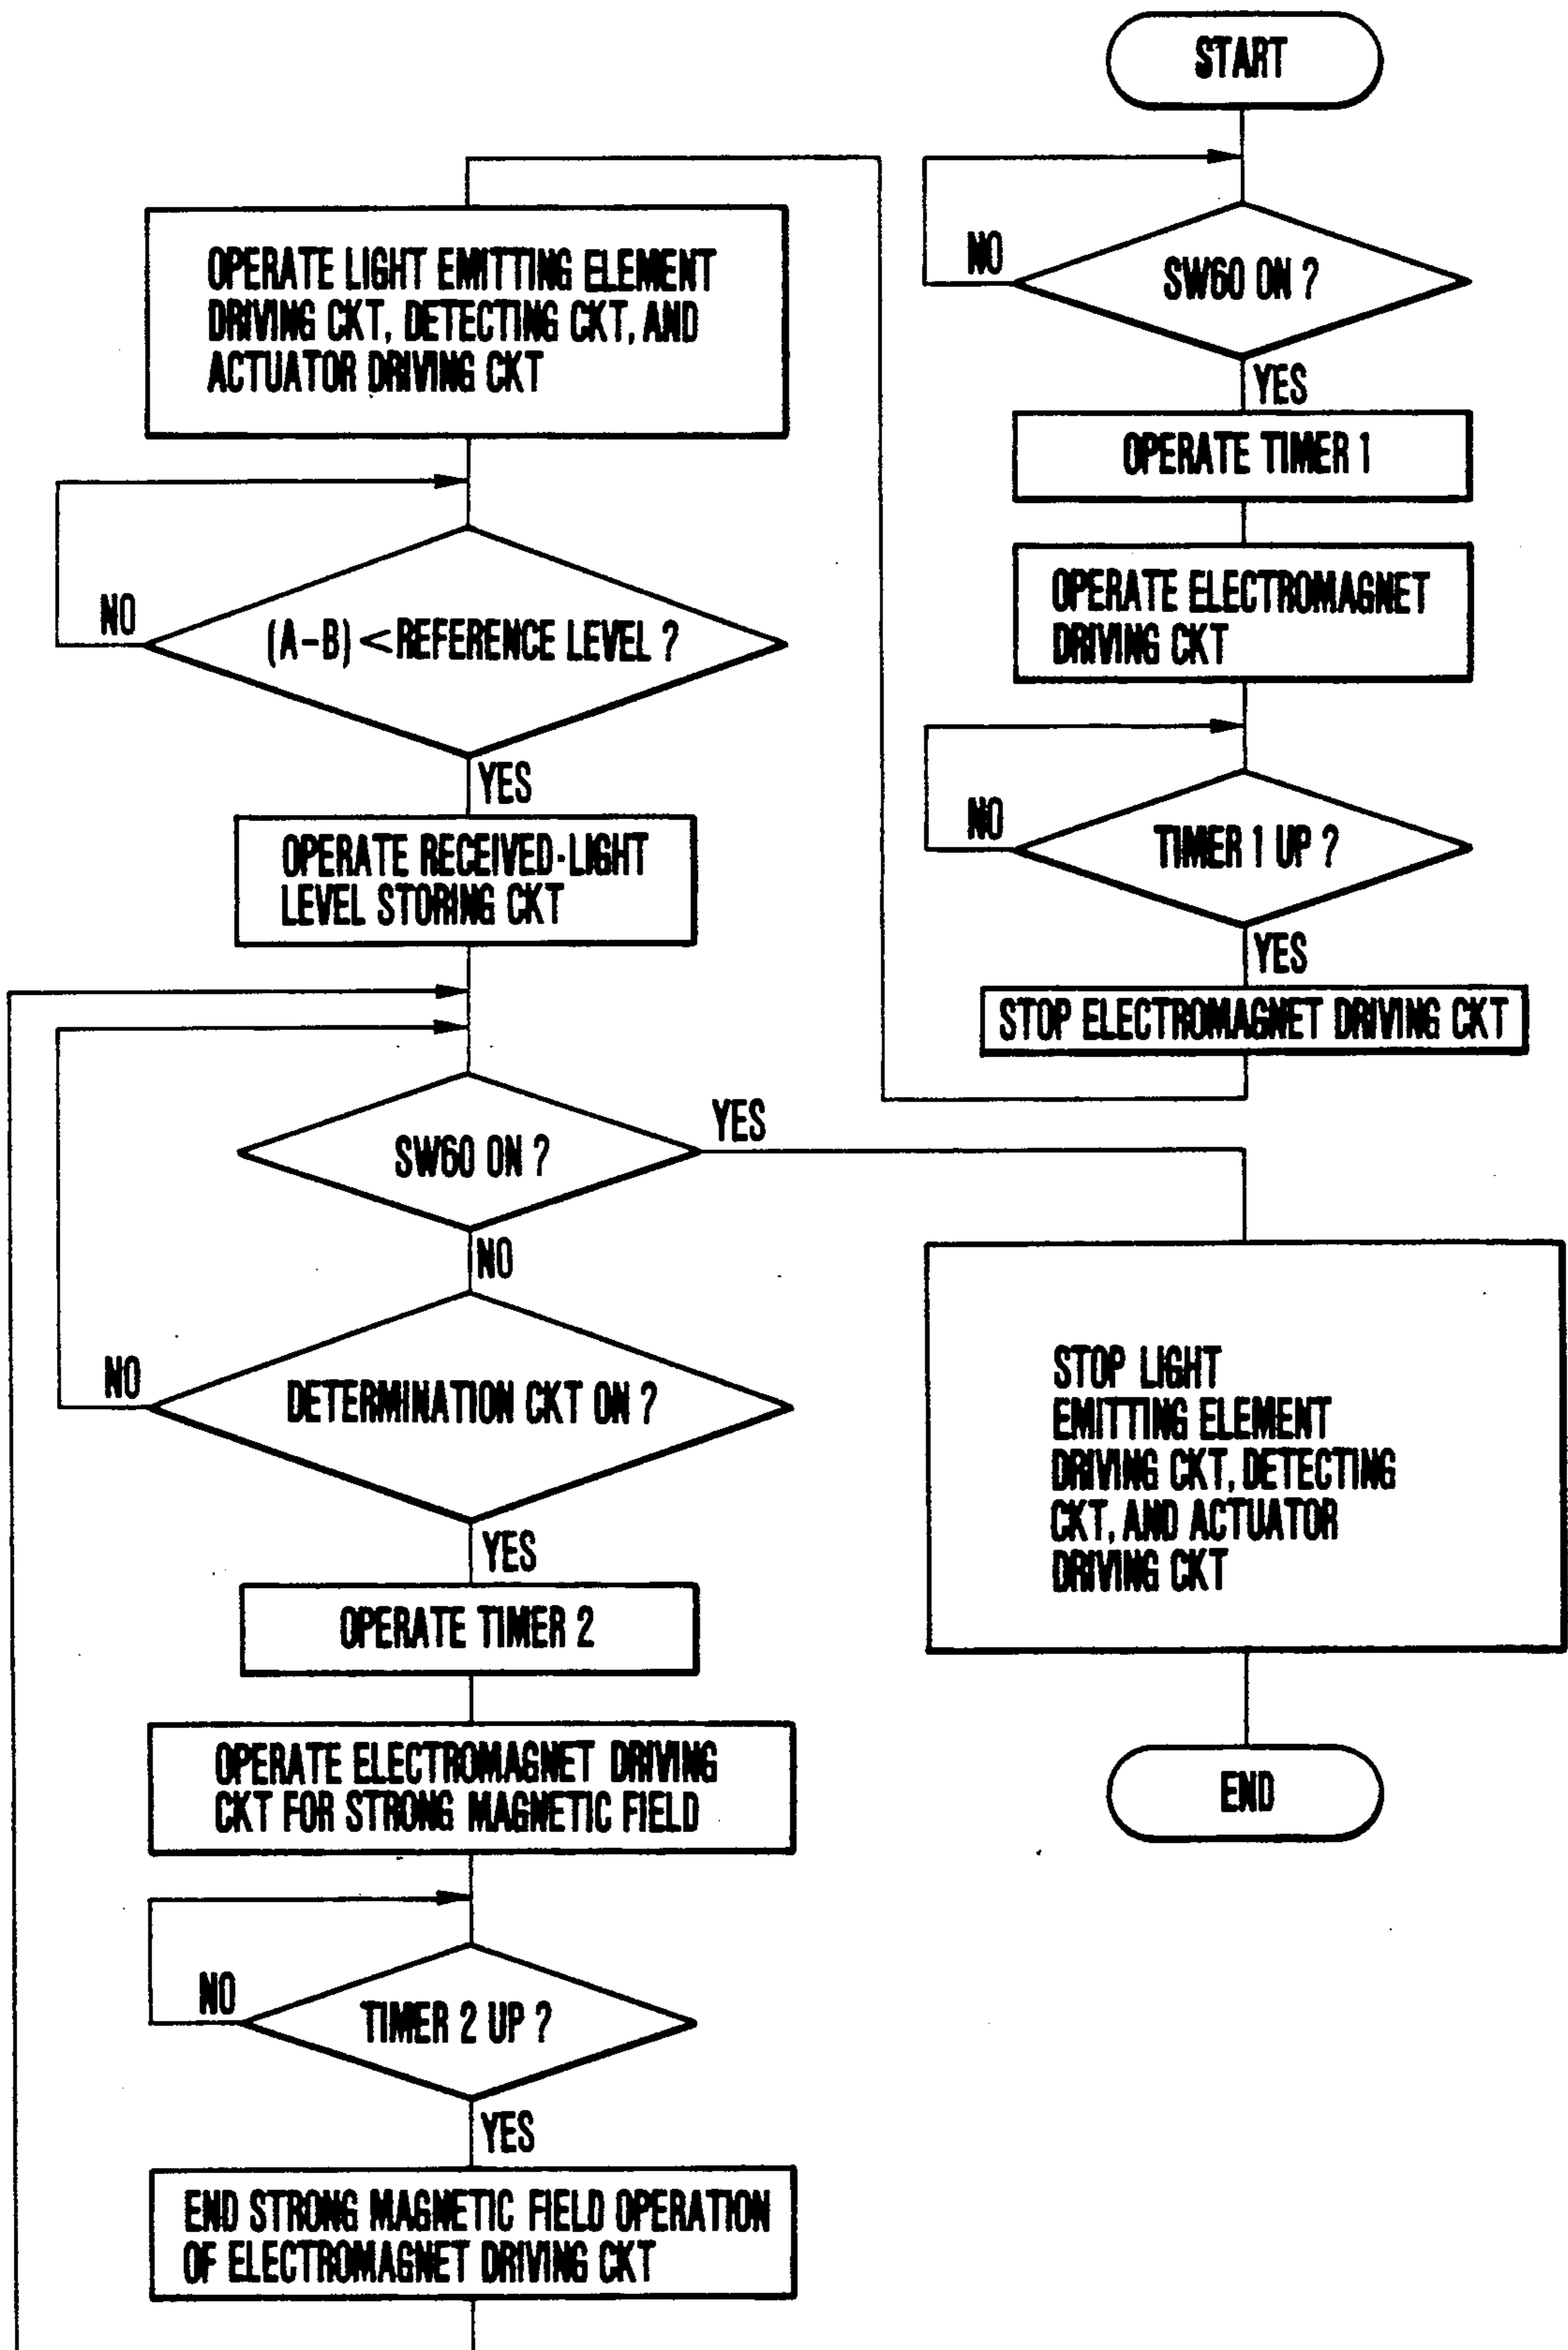 START
SW60 ON ?
NO
YES
OPERATE TIMER 1
OPERATE ELECTROMAGNET
DRIVING CKT
TIMER 1 UP ?
NO
YES
STOP ELECTROMAGNET DRIVING CKT
OPERATE LIGHT EMITTING ELEMENT
DRIVING CKT, DETECTING CKT, AND
ACTUATOR DRIVING CKT
(A-B) < REFERENCE LEVEL ?
NO
YES
OPERATE RECEIVED-LIGHT
LEVEL STORING CKT
SW60 ON ?
YES
NO
DETERMINATION CKT ON ?
NO
YES
OPERATE TIMER 2
OPERATE ELECTROMAGNET DRIVING
CKT FOR STRONG MAGNETIC FIELD
TIMER 2 UP ?
NO
YES
END STRONG MAGNETIC FIELD OPERATION
OF ELECTROMAGNET DRIVING CKT
STOP LIGHT
EMITTING ELEMENT
DRIVING CKT, DETECTING
CKT, AND ACTUATOR
DRIVING CKT
END